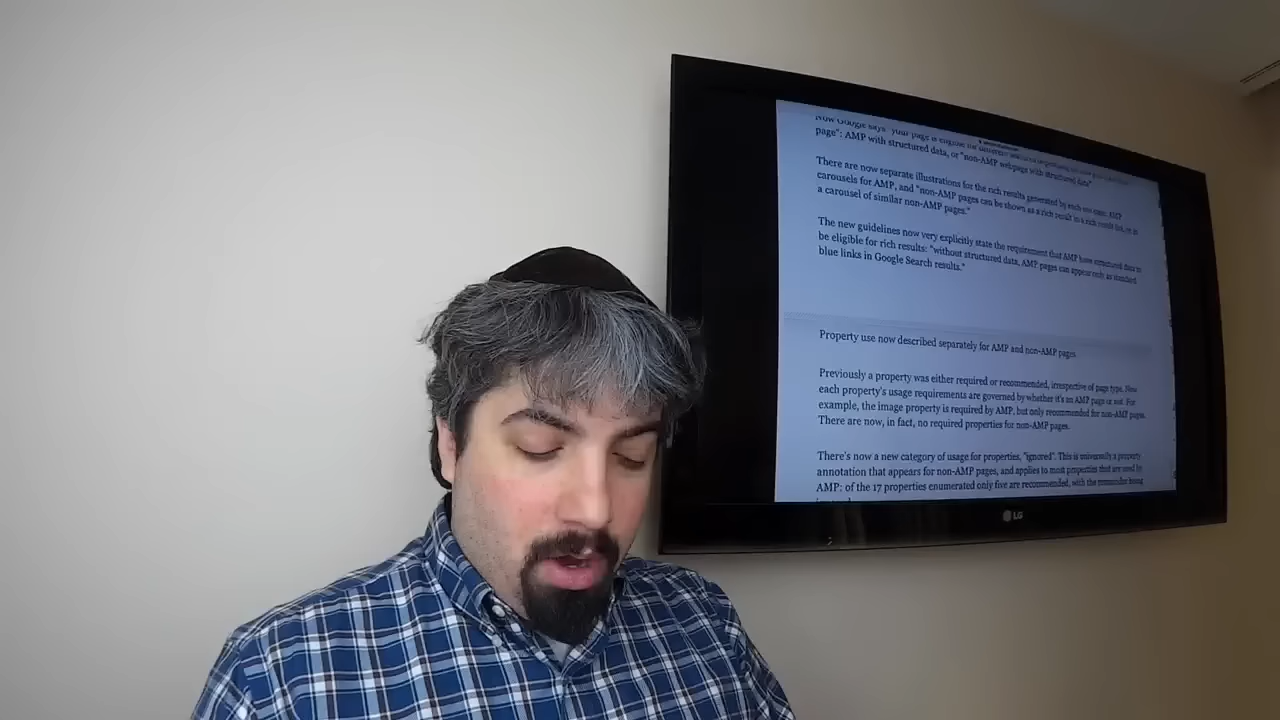 Now Google says "your page is eligible for
page": AMP with structured data, or "non-AMP webpage with structured data"
There are now separate illustrations for the rich results generated by each use case: AMP
carousels for AMP, and "non-AMP pages can be shown as a rich result in a rich result list, or in
a carousel of similar non-AMP pages."
The new guidelines now very explicitly state the requirement that AMP have structured data to
be eligible for rich results: "without structured data, AMP pages can appear only as standard
blue links in Google Search results."
Property use now described separately for AMP and non-AMP pages.
Previously a property was either required or recommended, irrespective of page type. Now
each property's usage requirements are governed by whether it's an AMP page or not. For
example, the image property is required by AMP, but only recommended for non-AMP pages.
There are now, in fact, no required properties for non-AMP pages.
There's now a new category of usage for properties, "ignored". This is universally a property
annotation that appears for non-AMP pages, and applies to most properties that are used by
AMP: of the 17 properties enumerated only five are recommended, with the remainder being
LG